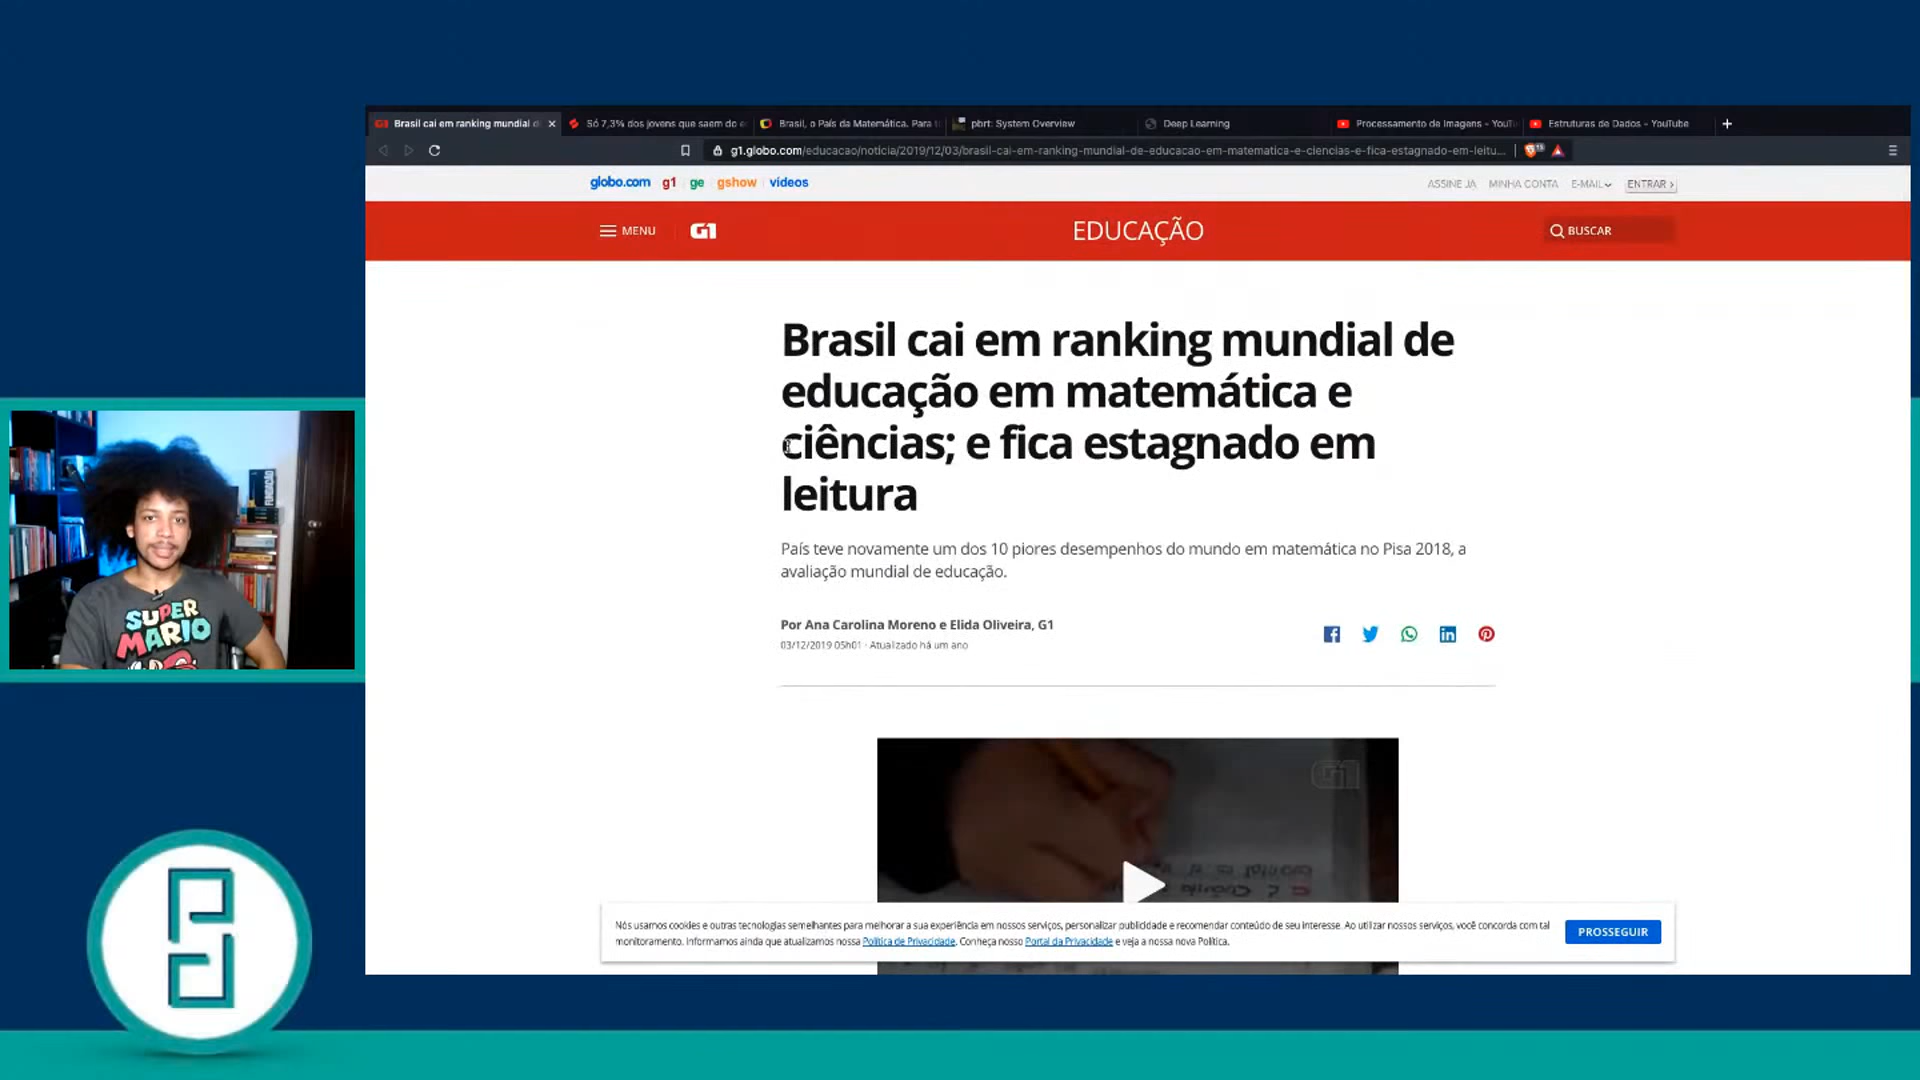 Brasil cai em ranking mundial d
Só 7,3% dos jovens que saem do e
Brasil, o País da Matemática. Para t
pbrt: System Overview
Deep Learning
Processamento de Imagens - YouTu
Estruturas de Dados - YouTube
g1.globo.com/educacao/noticia/2019/12/03/brasil-cai-em-ranking-mundial-de-educacao-em-matematica-e-ciencias-e-fica-estagnado-em-leitu...
globo.com g1 ge gshow vídeos
ASSINE JÁ MINHA CONTA E-MAIL ENTRAR ›
MENU G1 EDUCAÇÃO BUSCAR
Brasil cai em ranking mundial de
educação em matemática e
ciências; e fica estagnado em
leitura
País teve novamente um dos 10 piores desempenhos do mundo em matemática no Pisa 2018, a
avaliação mundial de educação.
Por Ana Carolina Moreno e Elida Oliveira, G1
03/12/2019 05h01 · Atualizado há um ano
G1
Nós usamos cookies e outras tecnologias semelhantes para melhorar a sua experiência em nossos serviços, personalizar publicidade e recomendar conteúdo de seu interesse. Ao utilizar nossos serviços, você concorda com tal
monitoramento. Informamos ainda que atualizamos nossa Política de Privacidade. Conheça nosso Portal da Privacidade e veja a nossa nova Política.
PROSSEGUIR
FUNDAÇÃO
SUPER
MARIO